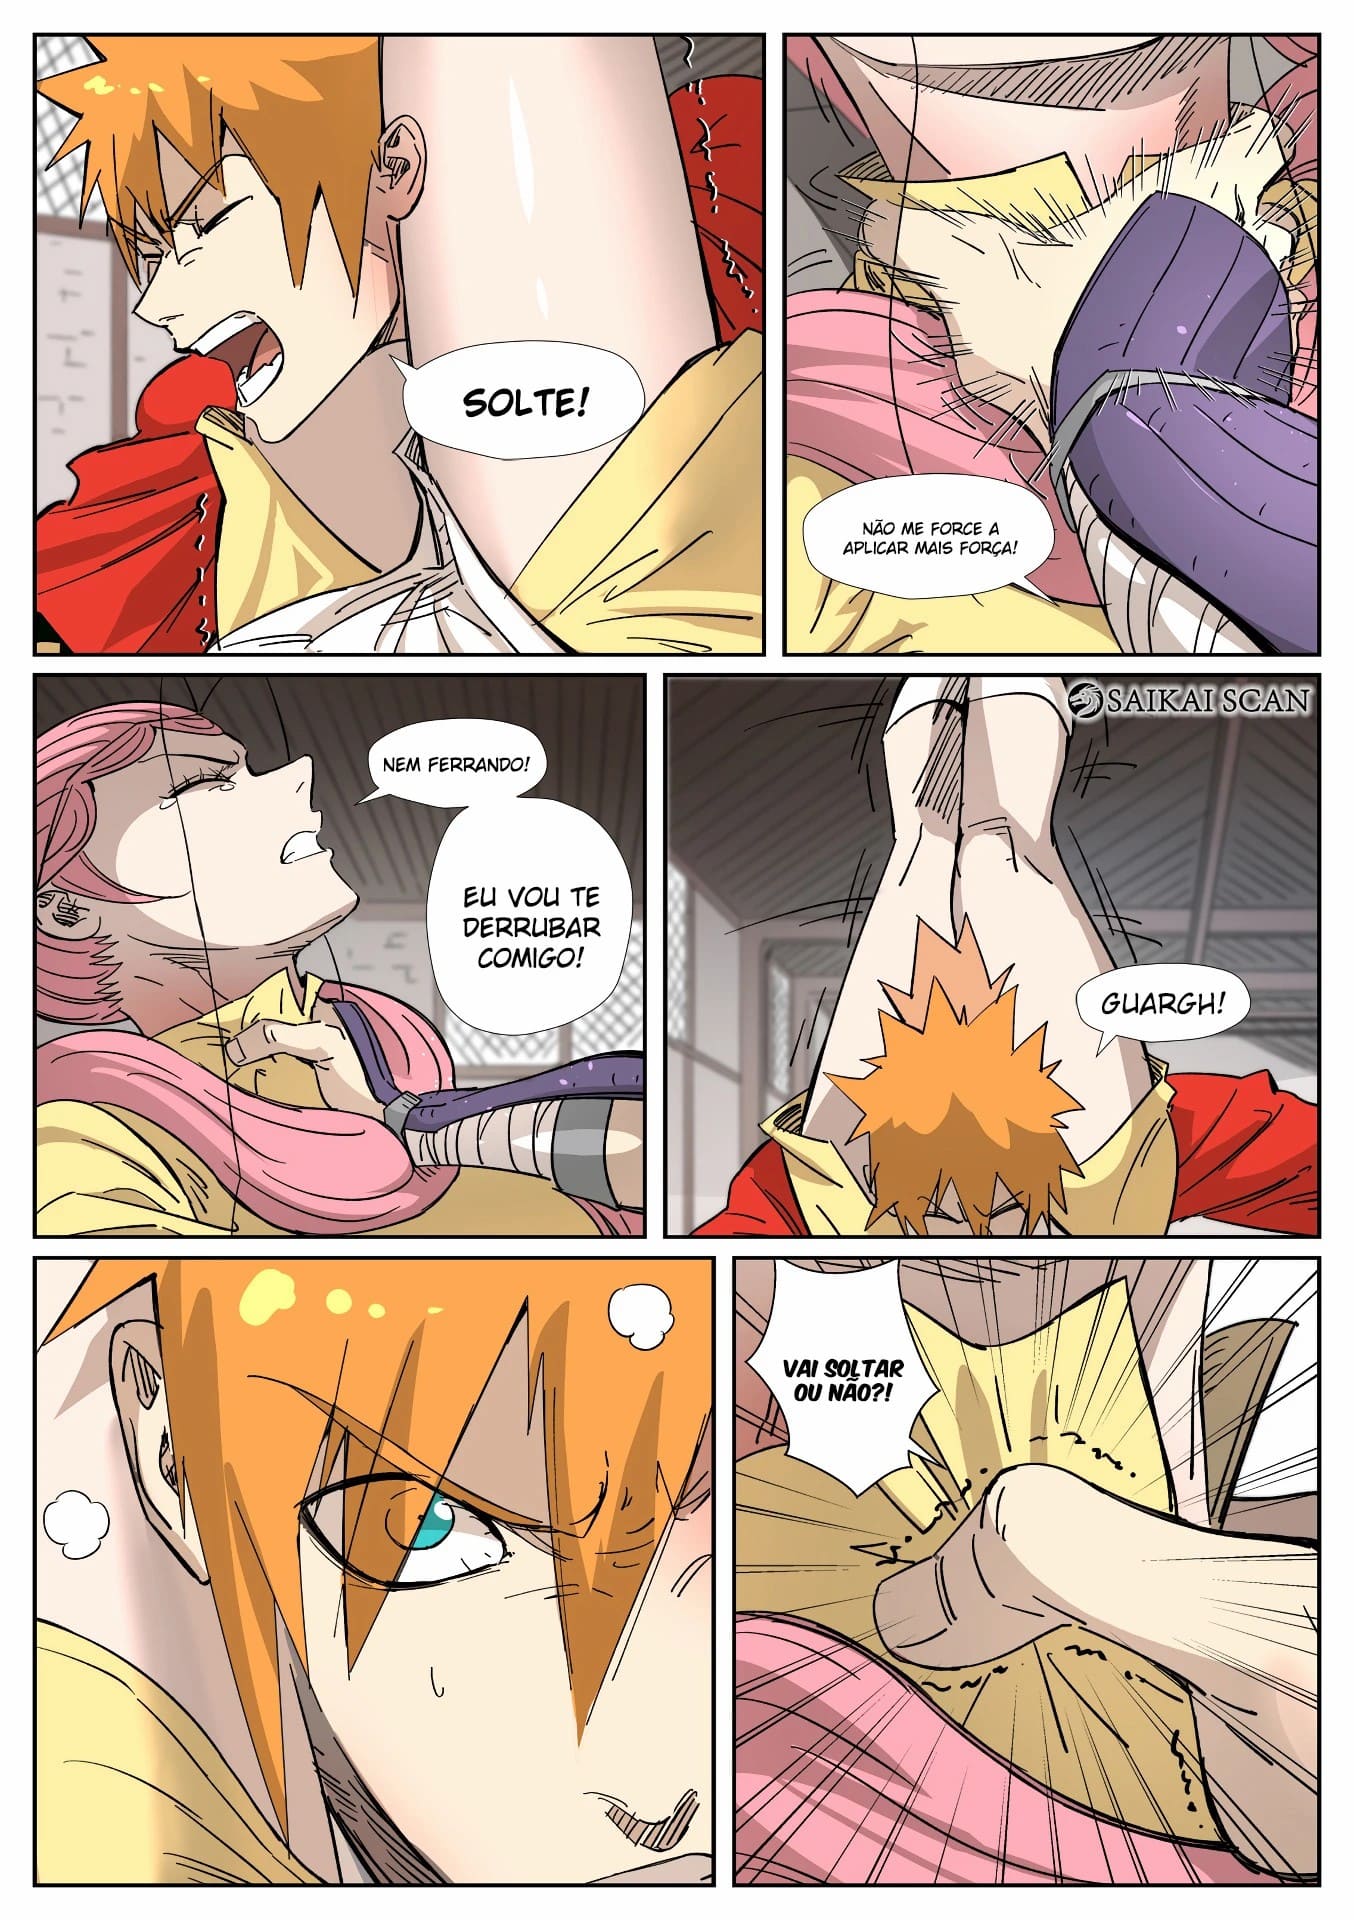 SOLTE!
NÃO ME FORCE A
APLICAR MAIS FORÇA!
NEM FERRANDO!
EU VOU TE
DERRUBAR
COMIGO!
SAIKAI SCAN
GUARGH!
VAI SOLTAR
OU NÃO?!